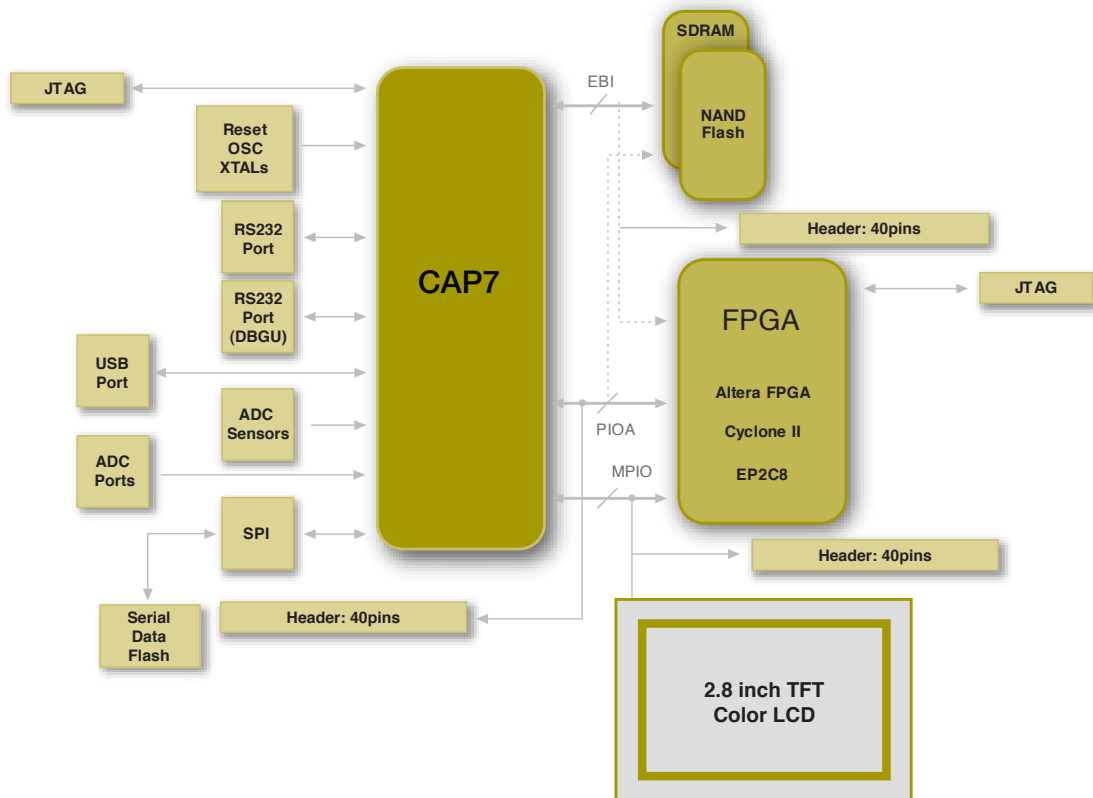 SDRAM
EBI
JTAG
NAND
Flash
Reset
OSC
XTALs
RS232
Port
Header: 40pins
CAP7
JTAG
FPGA
RS232
Port
(DBGU)
USB
Port
Altera FPGA
ADC
Sensors
PIOA
Cyclone II
ADC
Ports
MPIO
EP2C8
SPI
Header: 40pins
Serial
Data
Flash
Header: 40pins
2.8 inch TFT
Color LCD